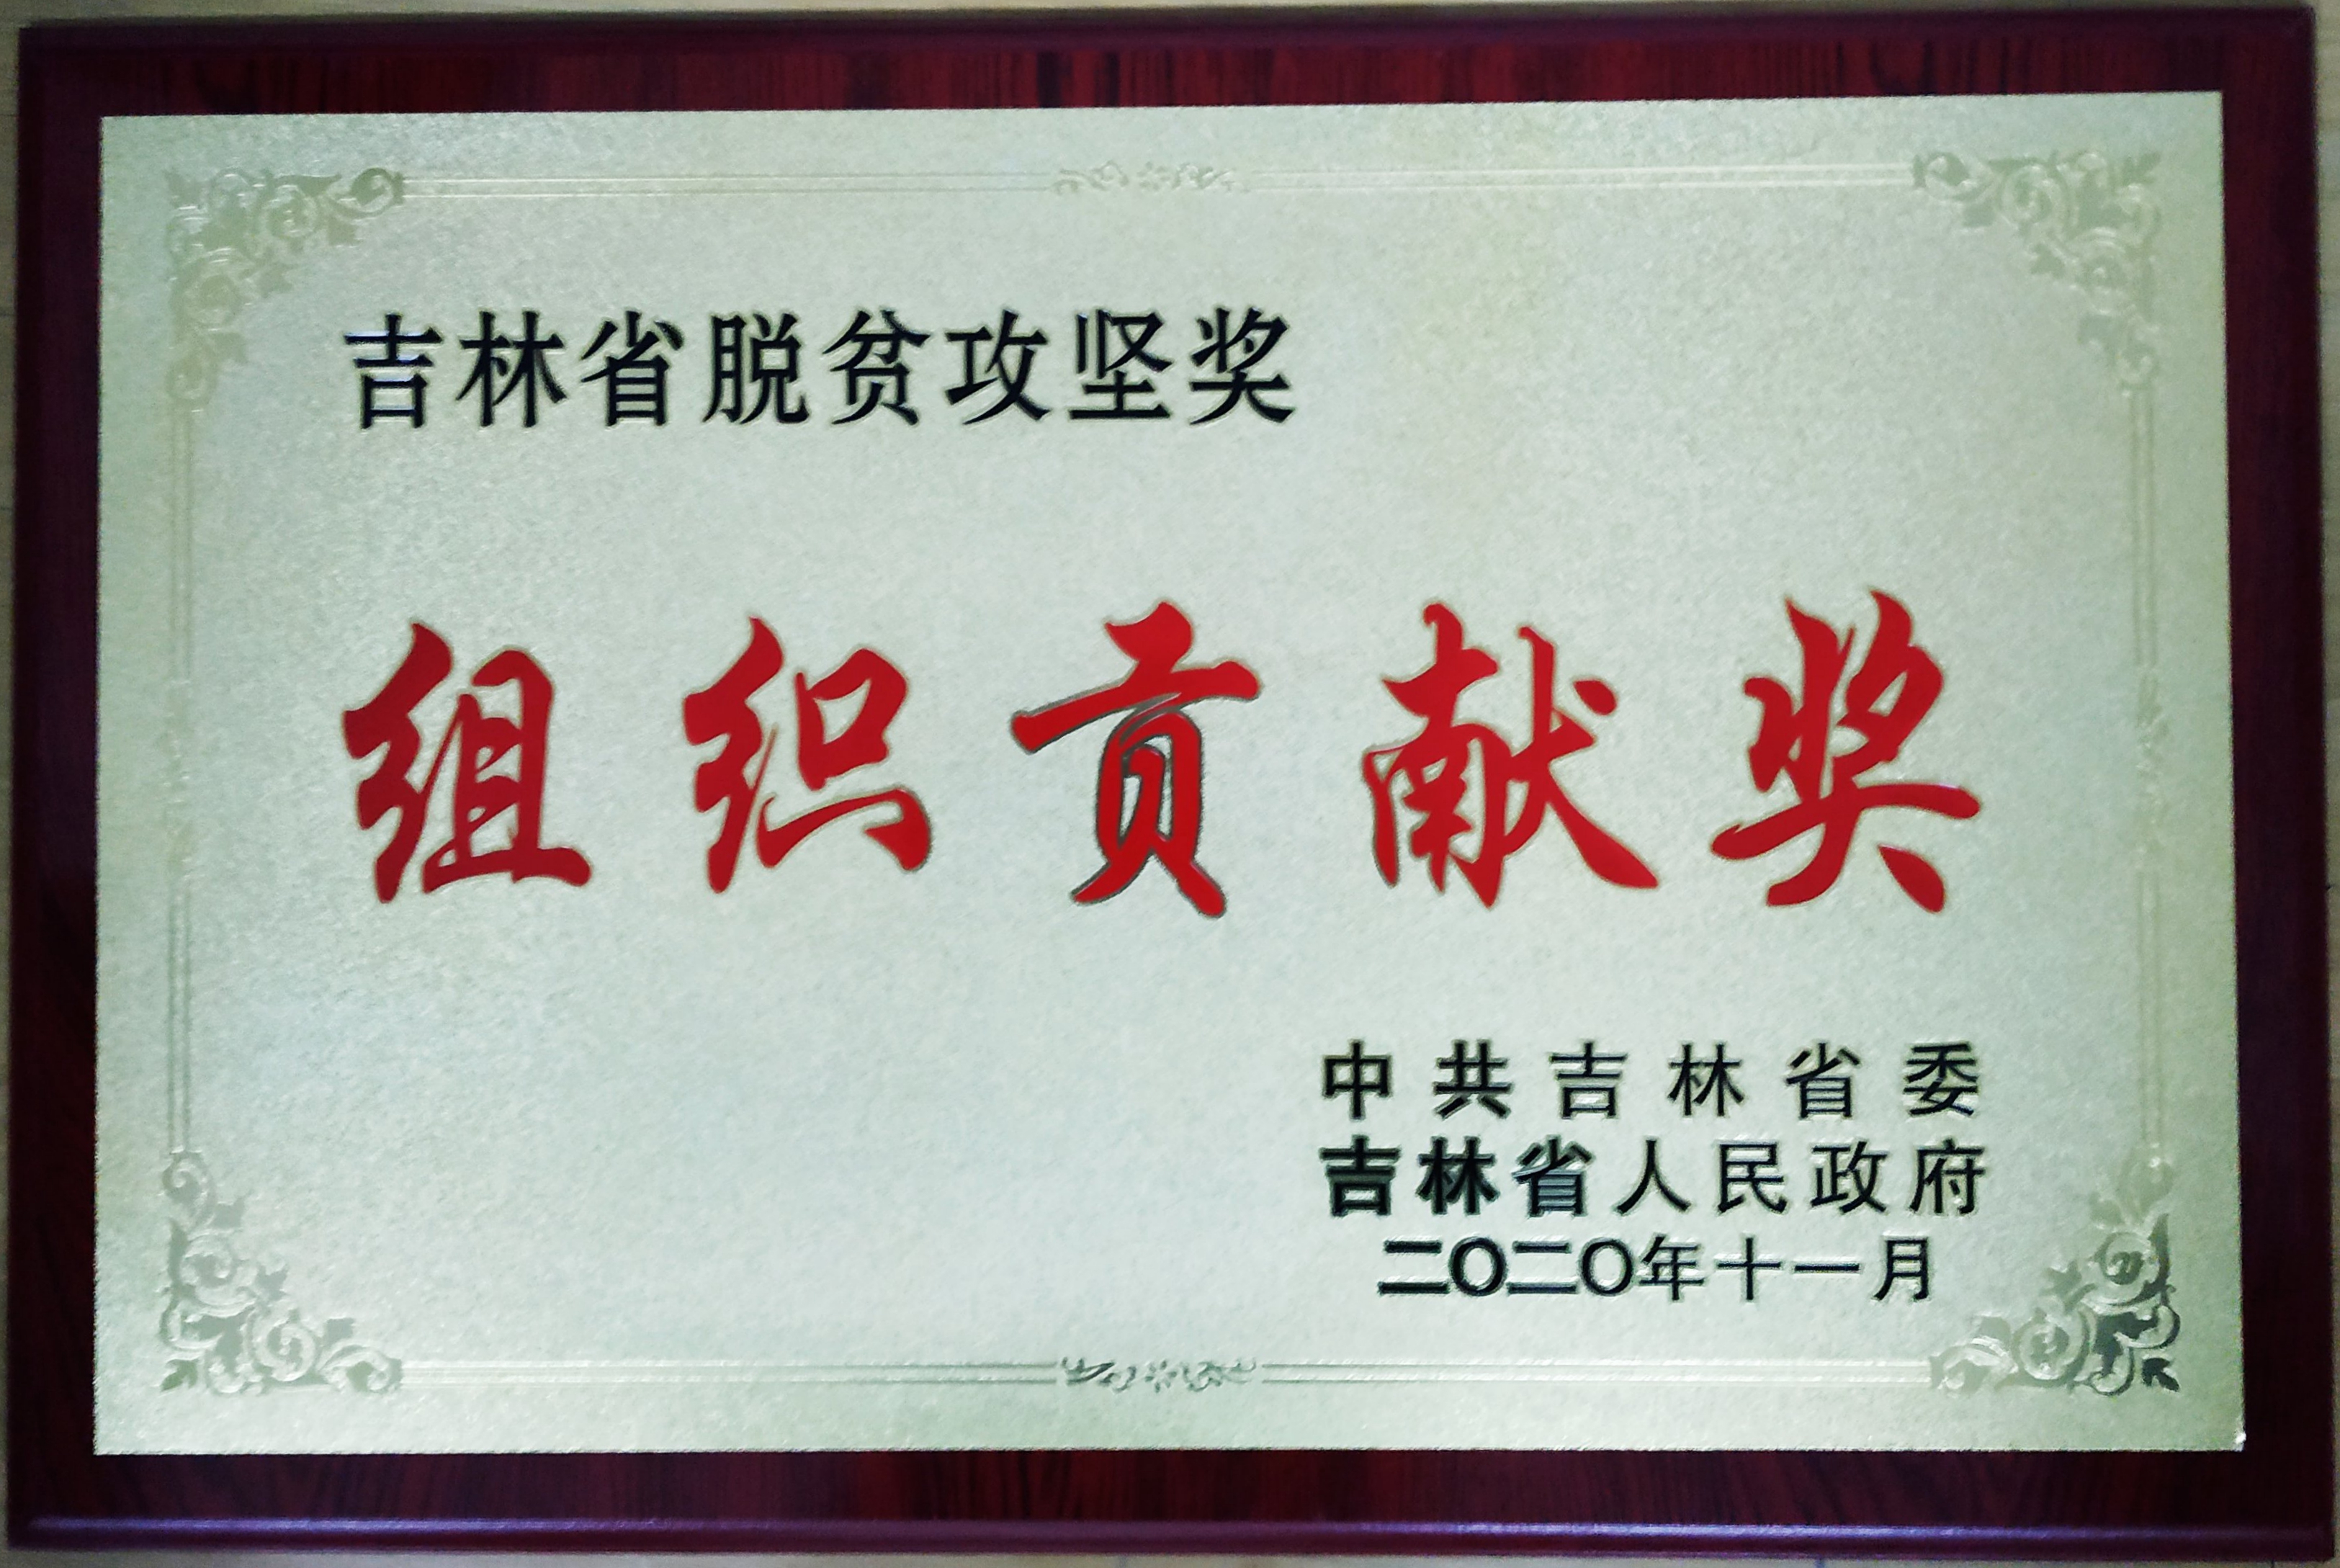 吉林省脱贫攻坚奖
组织贡献奖
中共吉林省委
吉林省人民政府
二〇二〇年十一月